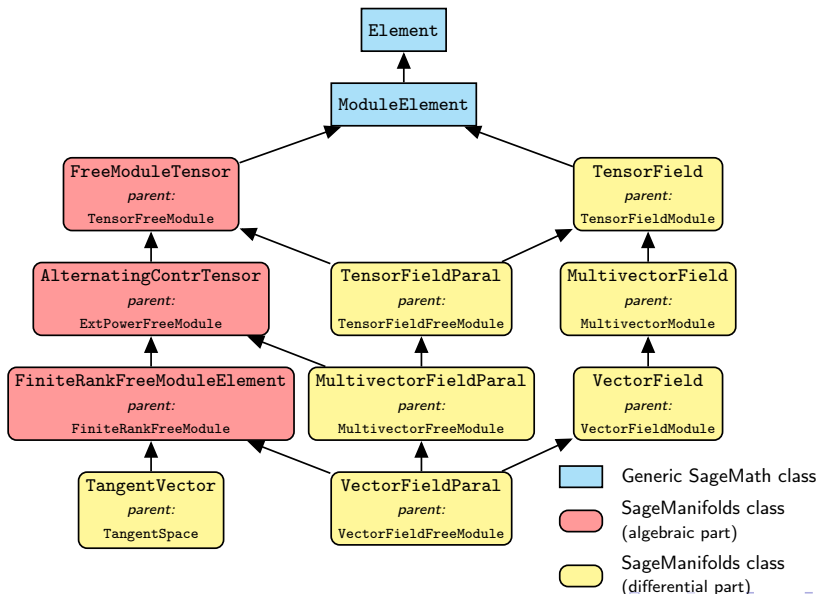 Element
ModuleElement
FreeModuleTensor
parent:
TensorFreeModule
TensorField
parent:
TensorFieldModule
AlternatingContrTensor
parent:
ExtPowerFreeModule
TensorFieldParal
parent:
TensorFieldFreeModule
MultivectorField
parent:
MultivectorModule
FiniteRankFreeModuleElement
parent:
FiniteRankFreeModule
MultivectorFieldParal
parent:
MultivectorFreeModule
VectorField
parent:
VectorFieldModule
TangentVector
parent:
TangentSpace
VectorFieldParal
parent:
VectorFieldFreeModule
Generic SageMath class
SageManifolds class
(algebraic part)
SageManifolds class
(differential part)